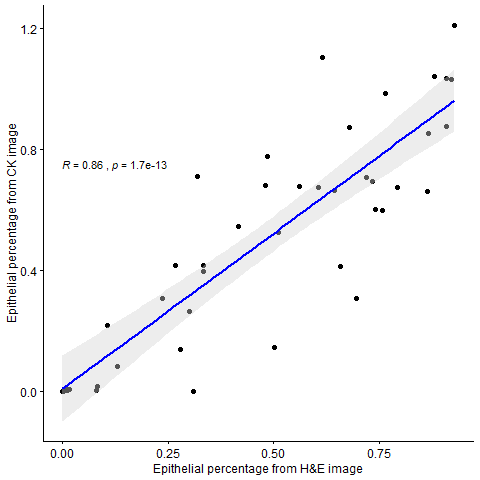 1.2
0.8
0.4
0.0
Epithelial percentage from CK image
R = 0.86 , p = 1.7e-13
0.00 0.25 0.50 0.75
Epithelial percentage from H&E image